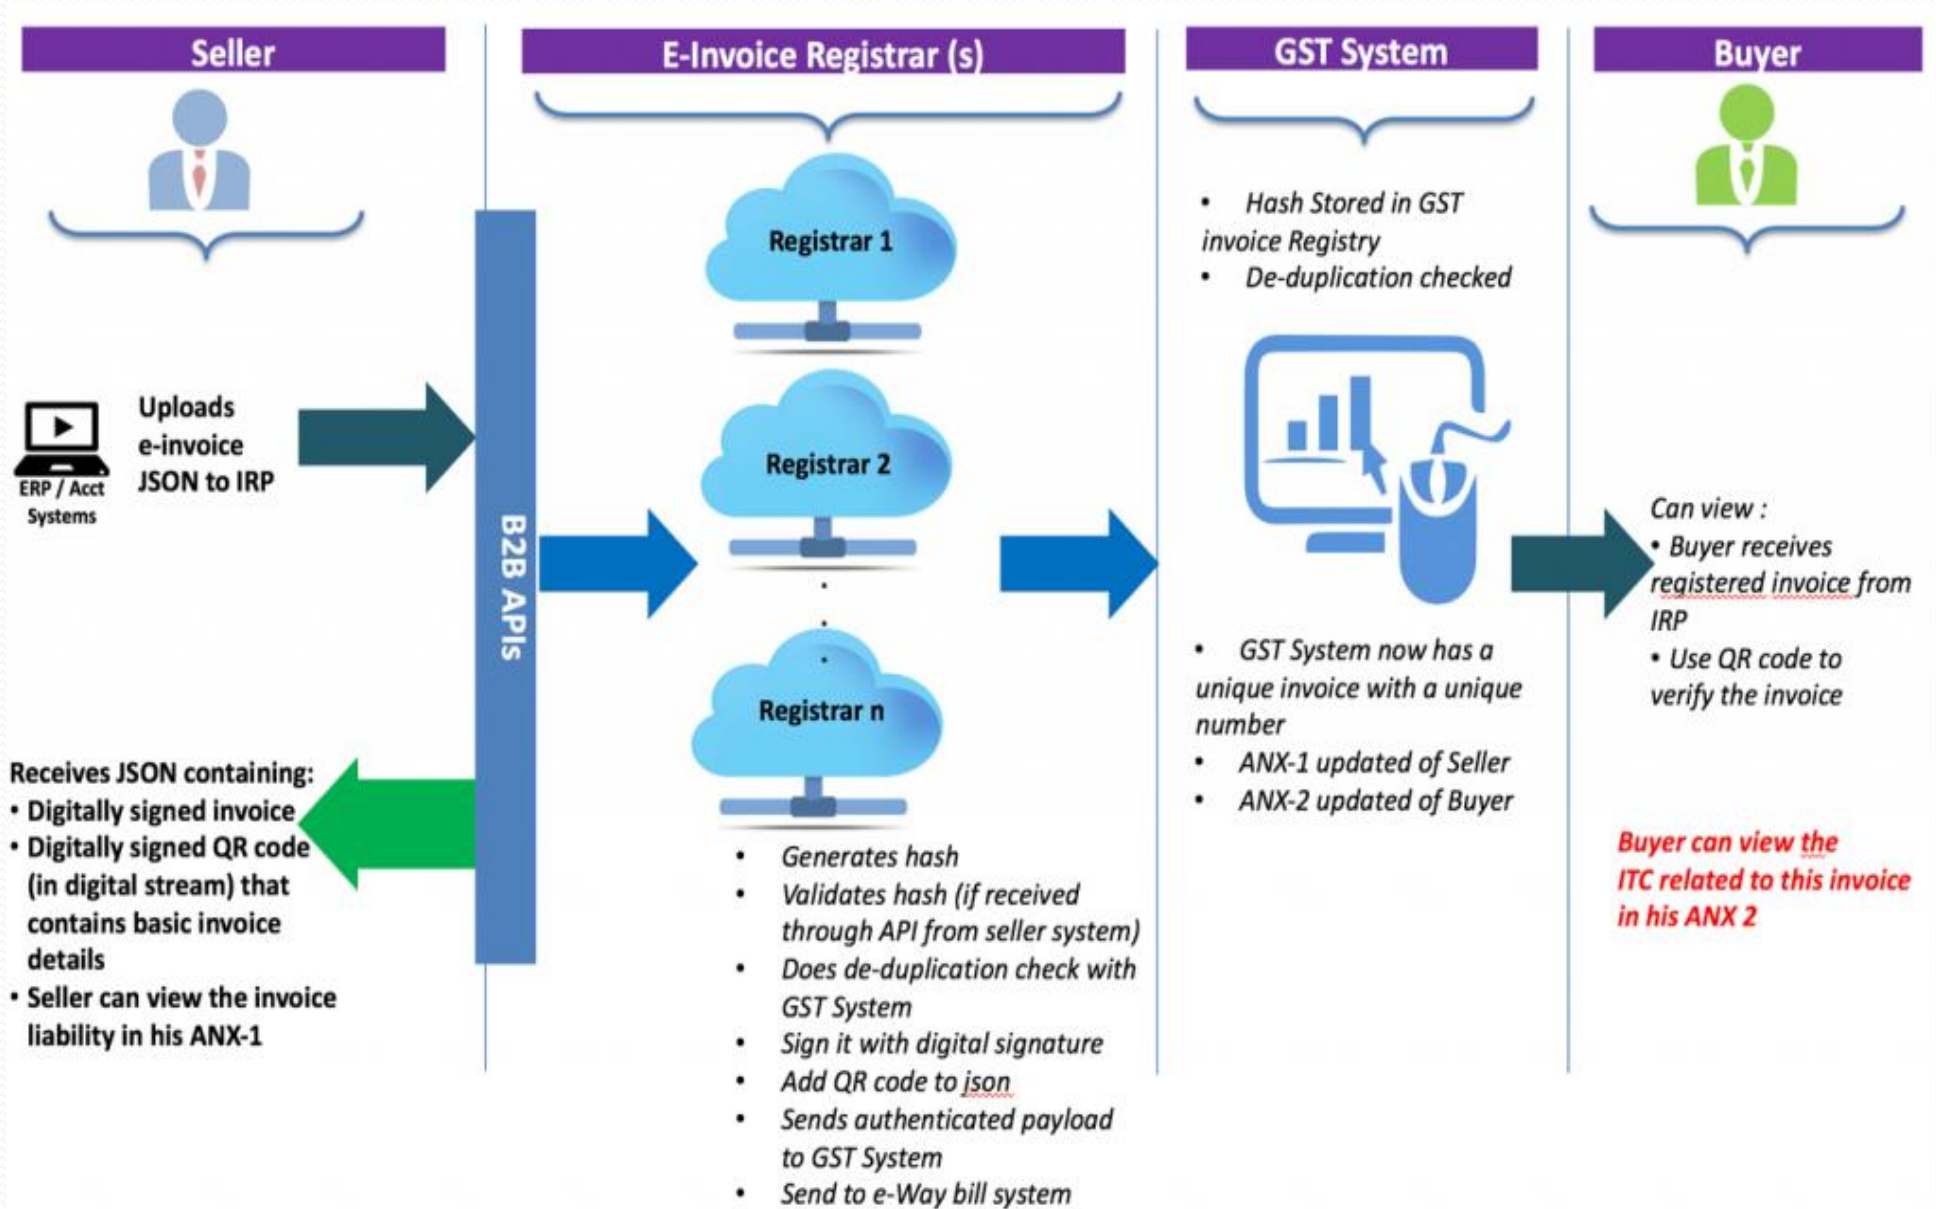 Seller
E-Invoice Registrar (s)
GST System
Buyer
ERP / Acct
Systems
Uploads
e-invoice
JSON to IRP
Receives JSON containing:
• Digitally signed invoice
• Digitally signed QR code
(in digital stream) that
contains basic invoice
details
• Seller can view the invoice
liability in his ANX-1
B2B APIs
Registrar 1
Registrar 2
Registrar n
• Generates hash
• Validates hash (if received
through API from seller system)
• Does de-duplication check with
GST System
• Sign it with digital signature
• Add QR code to json
• Sends authenticated payload
to GST System
• Send to e-Way bill system
• Hash Stored in GST
invoice Registry
• De-duplication checked
• GST System now has a
unique invoice with a unique
number
• ANX-1 updated of Seller
• ANX-2 updated of Buyer
Can view :
• Buyer receives
registered invoice from
IRP
• Use QR code to
verify the invoice
Buyer can view the
ITC related to this invoice
in his ANX 2